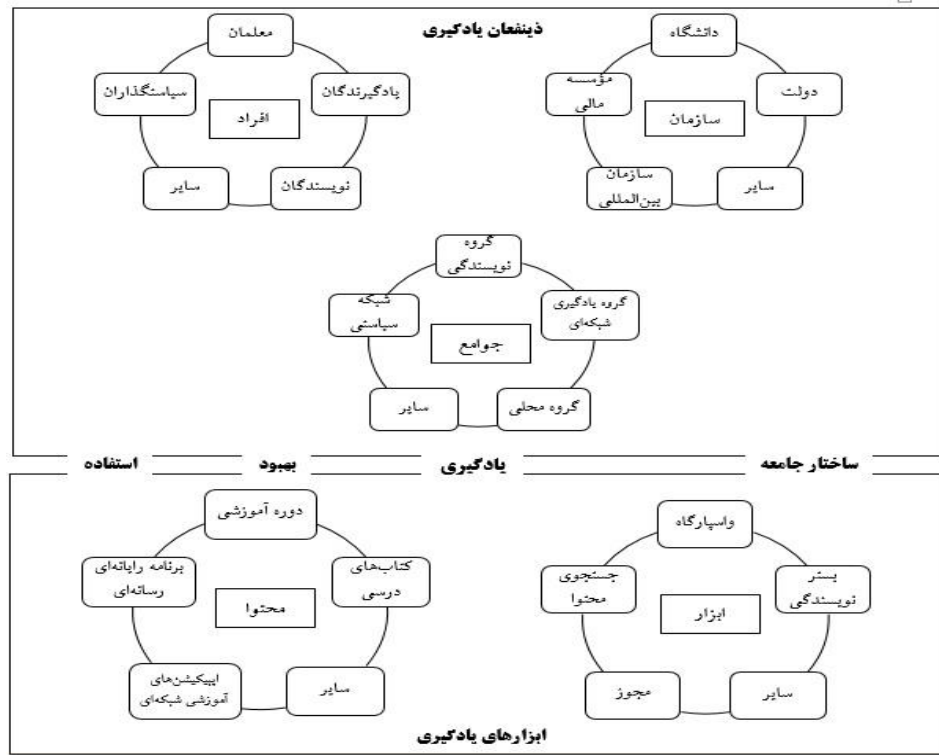 ذینفعان یادگیری
دانشگاه
مؤسسه
مالی
دولت
سازمان
سازمان
بین‌المللی
سایر
معلمان
سیاستگذاران
یادگیرندگان
افراد
سایر
نویسندگان
گروه
نویسندگی
شبکه
سیاستی
گروه یادگیری
شبکه‌ای
جوامع
سایر
گروه محلی
ساختار جامعه
یادگیری
بهبود
استفاده
واسپارگاه
جستجوی
محتوا
بستر
نویسندگی
ابزار
مجوز
سایر
دوره آموزشی
برنامه رایانه‌ای
رسانه‌ای
کتاب‌های
درسی
محتوا
اپیکیشن‌های
آموزشی شبکه‌ای
سایر
ابزارهای یادگیری